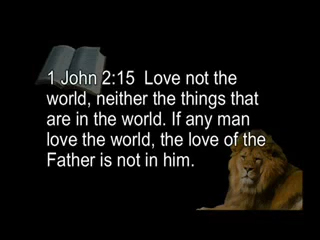 1 John 2:15  Love not the
world, neither the things that
are in the world. If any man
love the world, the love of the
Father is not in him.